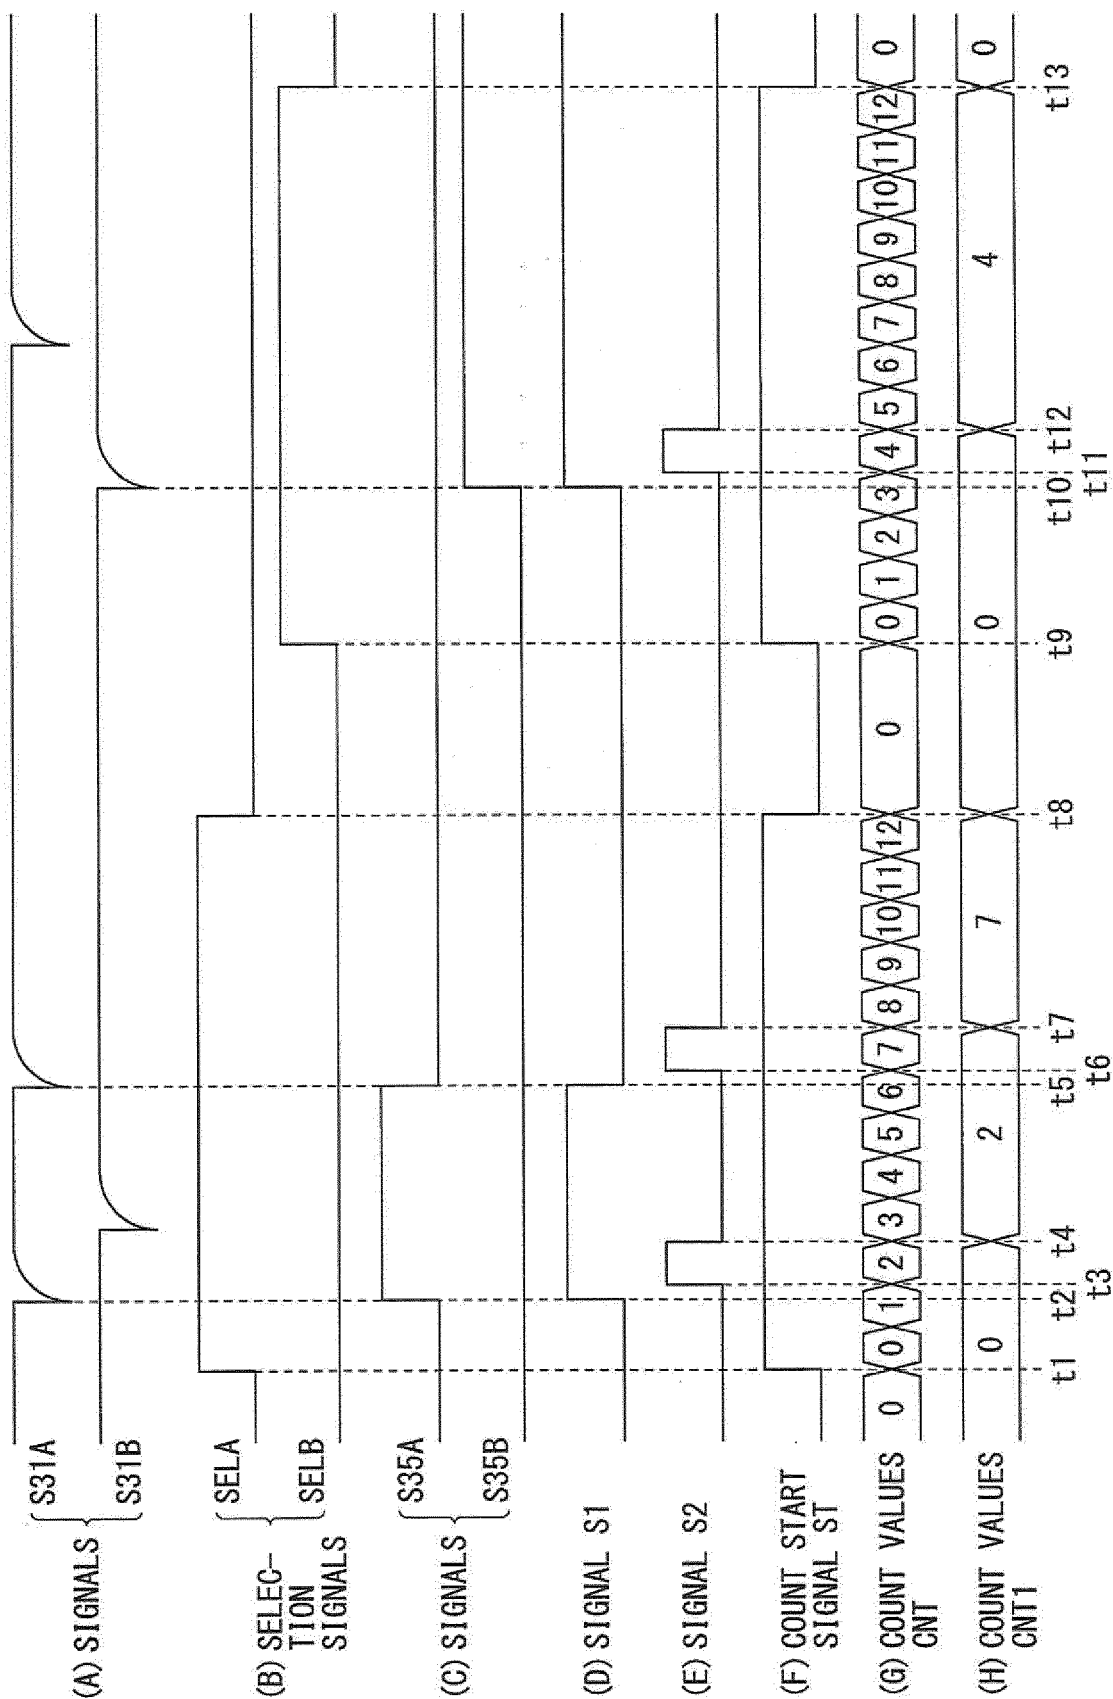 (A) SIGNALS
S31A
S31B
(B) SELEC-
TION
SIGNALS
SELA
SELB
(C) SIGNALS
S35A
S35B
(D) SIGNAL S1
(E) SIGNAL S2
(F) COUNT START
SIGNAL ST
(G) COUNT VALUES
CNT
0 0 1 2 3 4 5 6 7 8 9 10 11 12 0 0 1 2 3 4 5 6 7 8 9 10 11 12 0
(H) COUNT VALUES
CNT1
0 2 7 0 4 0
t1 t2 t4 t5 t7 t8 t9 t10 t12 t13
t3 t6 t11